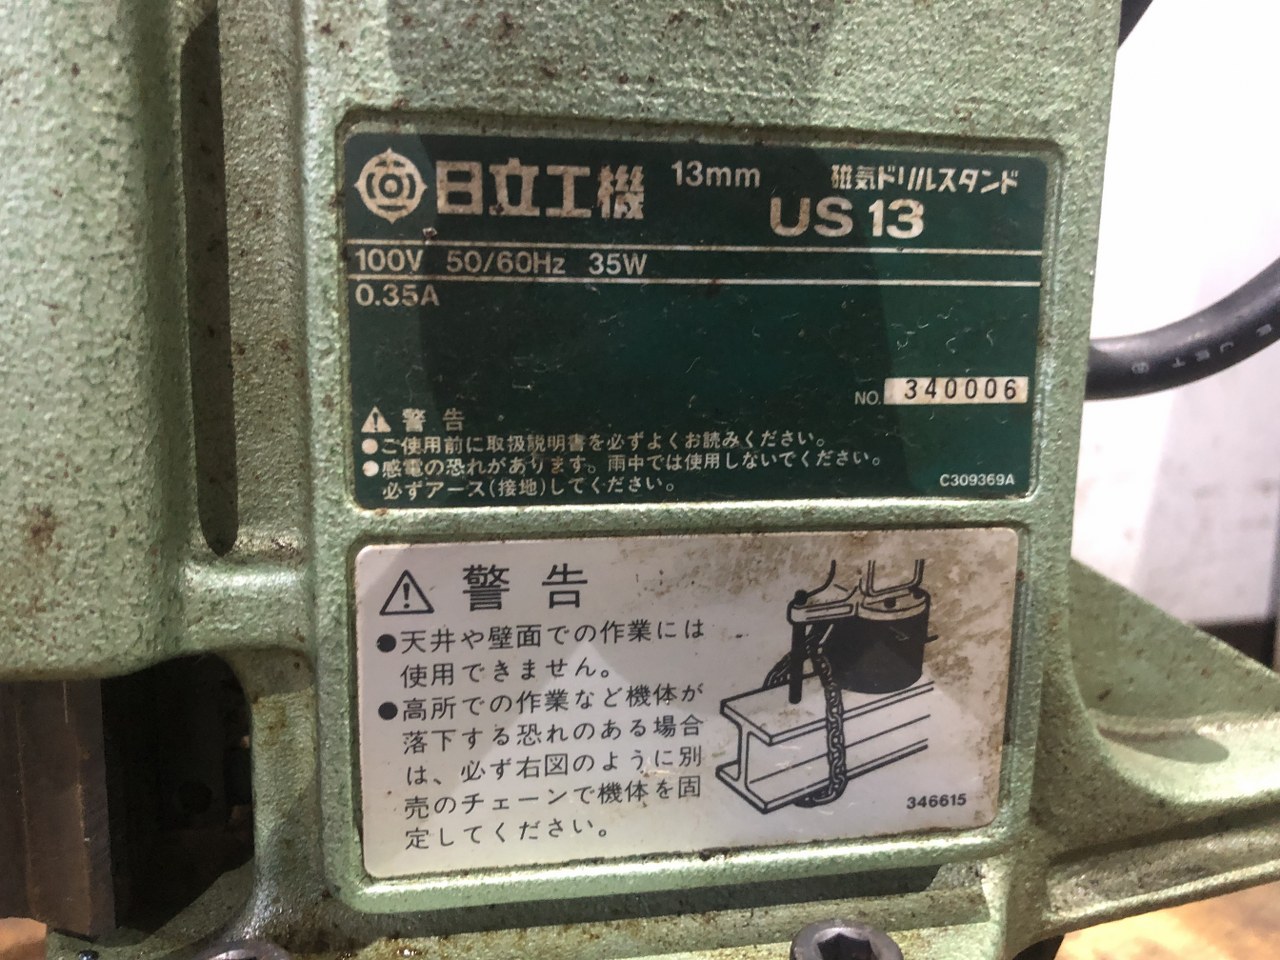 日立工機 13mm 磁気ドリルスタンド
US 13
100V 50/60Hz 35W
0.35A
NO. 340006
警告
●ご使用前に取扱説明書を必ずよくお読みください。
●感電の恐れがあります。雨中では使用しないでください。
必ずアース(接地)してください。
C309369A
警告
●天井や壁面での作業には
使用できません。
●高所での作業など機体が
落下する恐れのある場合
は、必ず右図のように別
売のチェーンで機体を固
定してください。
346615